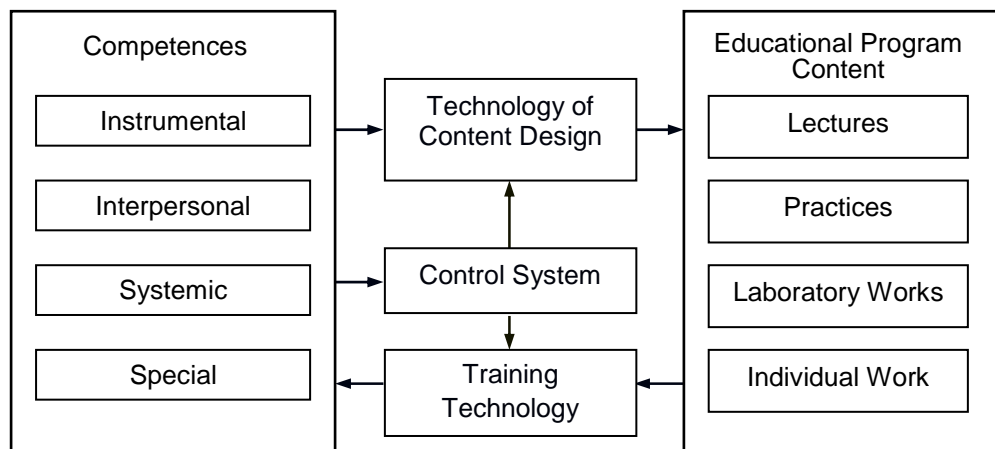 Competences
Instrumental
Interpersonal
Systemic
Special
Technology of
Content Design
Control System
Training
Technology
Educational Program
Content
Lectures
Practices
Laboratory Works
Individual Work